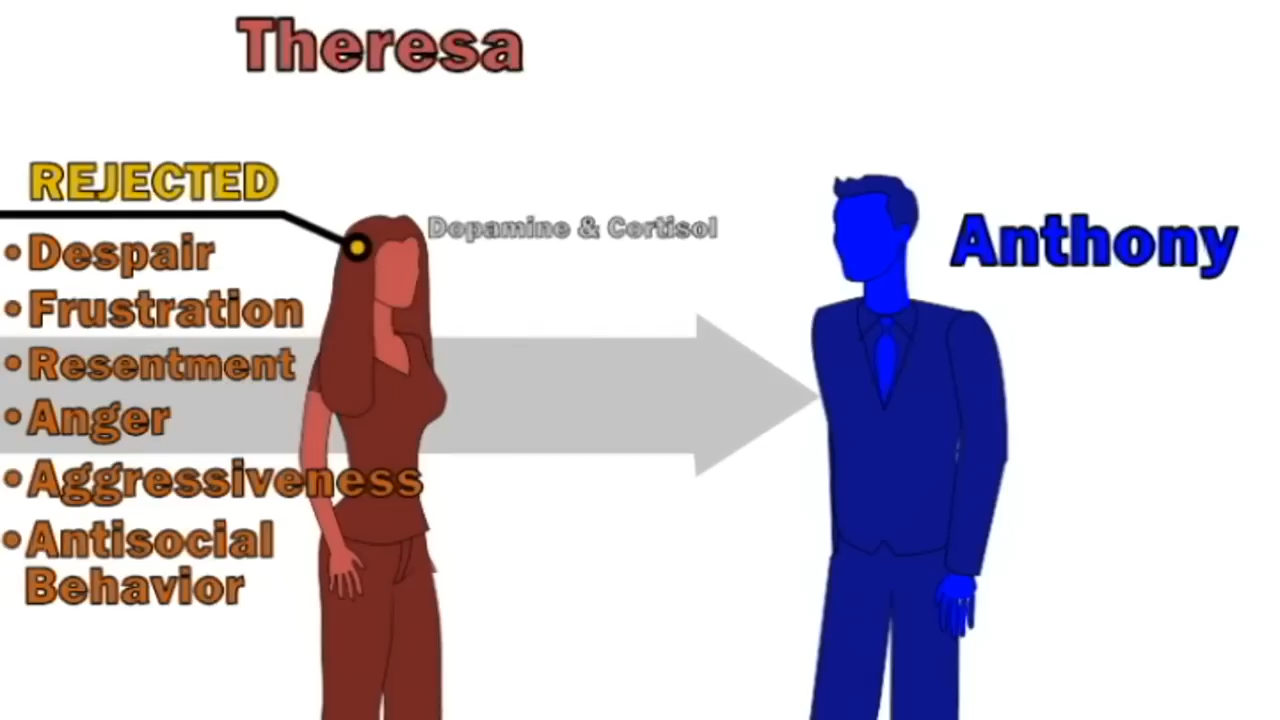 Theresa
REJECTED
Dopamine & Cortisol
Anthony
•Despair
•Frustration
•Resentment
•Anger
•Aggressiveness
•Antisocial
Behavior